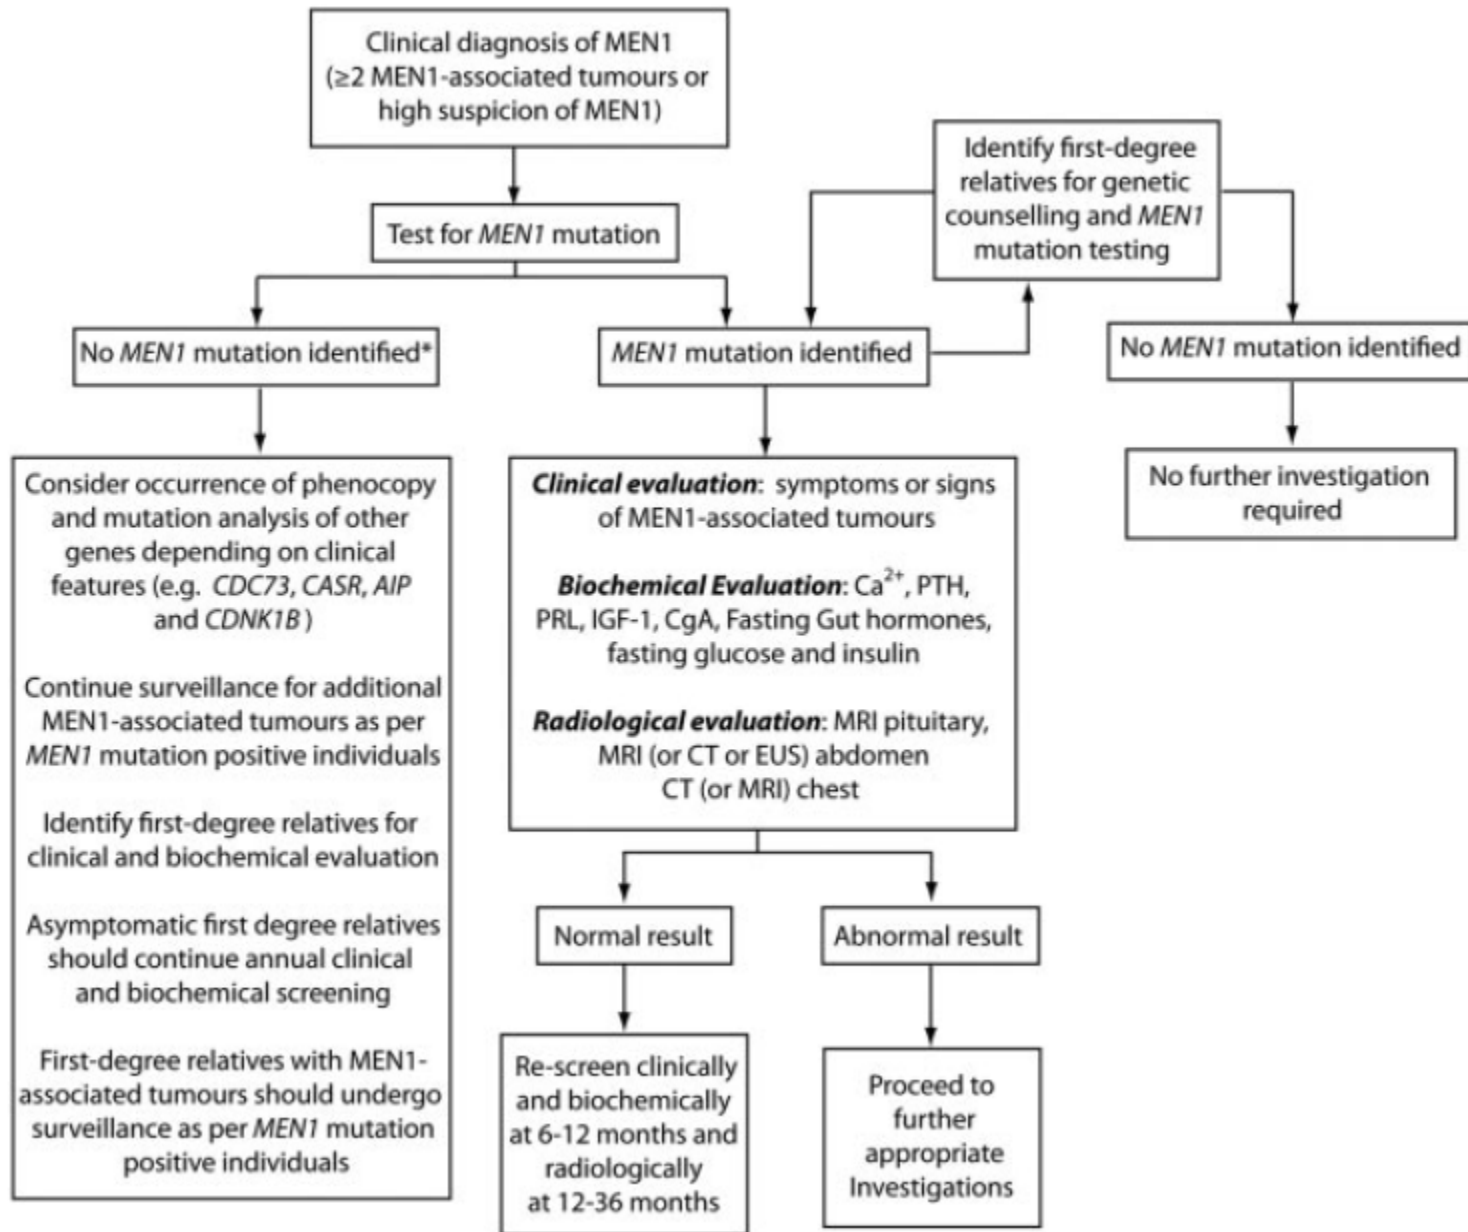 Clinical diagnosis of MEN1
(≥2 MEN1-associated tumours or
high suspicion of MEN1)
Identify first-degree
relatives for genetic
counselling and MEN1
mutation testing
Test for MEN1 mutation
No MEN1 mutation identified*
MEN1 mutation identified
No MEN1 mutation identified
Consider occurrence of phenocopy
and mutation analysis of other
genes depending on clinical
features (e.g. CDC73, CASR, AIP
and CDNK1B )
Continue surveillance for additional
MEN1-associated tumours as per
MEN1 mutation positive individuals
Identify first-degree relatives for
clinical and biochemical evaluation
Asymptomatic first degree relatives
should continue annual clinical
and biochemical screening
First-degree relatives with MEN1-
associated tumours should undergo
surveillance as per MEN1 mutation
positive individuals
Clinical evaluation: symptoms or signs
of MEN1-associated tumours
Biochemical Evaluation: Ca2+, PTH,
PRL, IGF-1, CgA, Fasting Gut hormones,
fasting glucose and insulin
Radiological evaluation: MRI pituitary,
MRI (or CT or EUS) abdomen
CT (or MRI) chest
No further investigation
required
Normal result
Abnormal result
Re-screen clinically
and biochemically
at 6-12 months and
radiologically
at 12-36 months
Proceed to
further
appropriate
Investigations